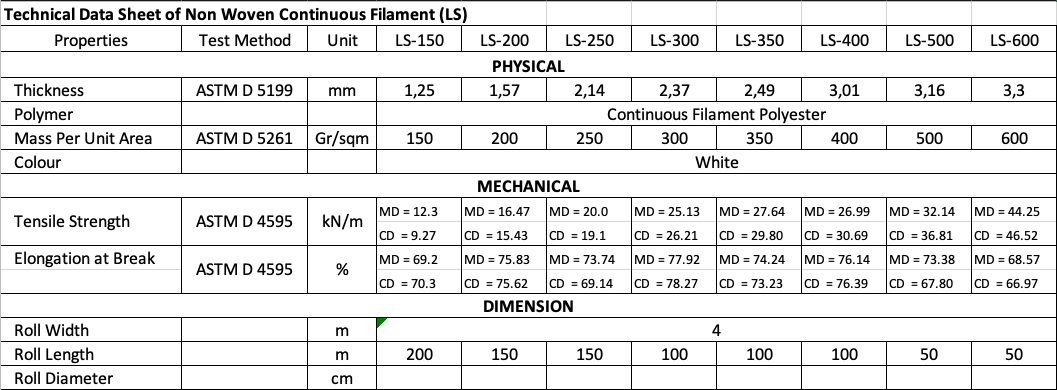 Technical Data Sheet of Non Woven Continuous Filament (LS)
Properties Test Method Unit LS-150 LS-200 LS-250 LS-300 LS-350 LS-400 LS-500 LS-600
PHYSICAL
Thickness ASTM D 5199 mm 1,25 1,57 2,14 2,37 2,49 3,01 3,16 3,3
Polymer Continuous Filament Polyester
Mass Per Unit Area ASTM D 5261 Gr/sqm 150 200 250 300 350 400 500 600
Colour White
MECHANICAL
Tensile Strength ASTM D 4595 kN/m MD = 12.3 MD = 16.47 MD = 20.0 MD = 25.13 MD = 27.64 MD = 26.99 MD = 32.14 MD = 44.25
CD = 9.27 CD = 15.43 CD = 19.1 CD = 26.21 CD = 29.80 CD = 30.69 CD = 36.81 CD = 46.52
Elongation at Break ASTM D 4595 % MD = 69.2 MD = 75.83 MD = 73.74 MD = 77.92 MD = 74.24 MD = 76.14 MD = 73.38 MD = 68.57
CD = 70.3 CD = 75.62 CD = 69.14 CD = 78.27 CD = 73.23 CD = 76.39 CD = 67.80 CD = 66.97
DIMENSION
Roll Width m 4
Roll Length m 200 150 150 100 100 100 50 50
Roll Diameter cm